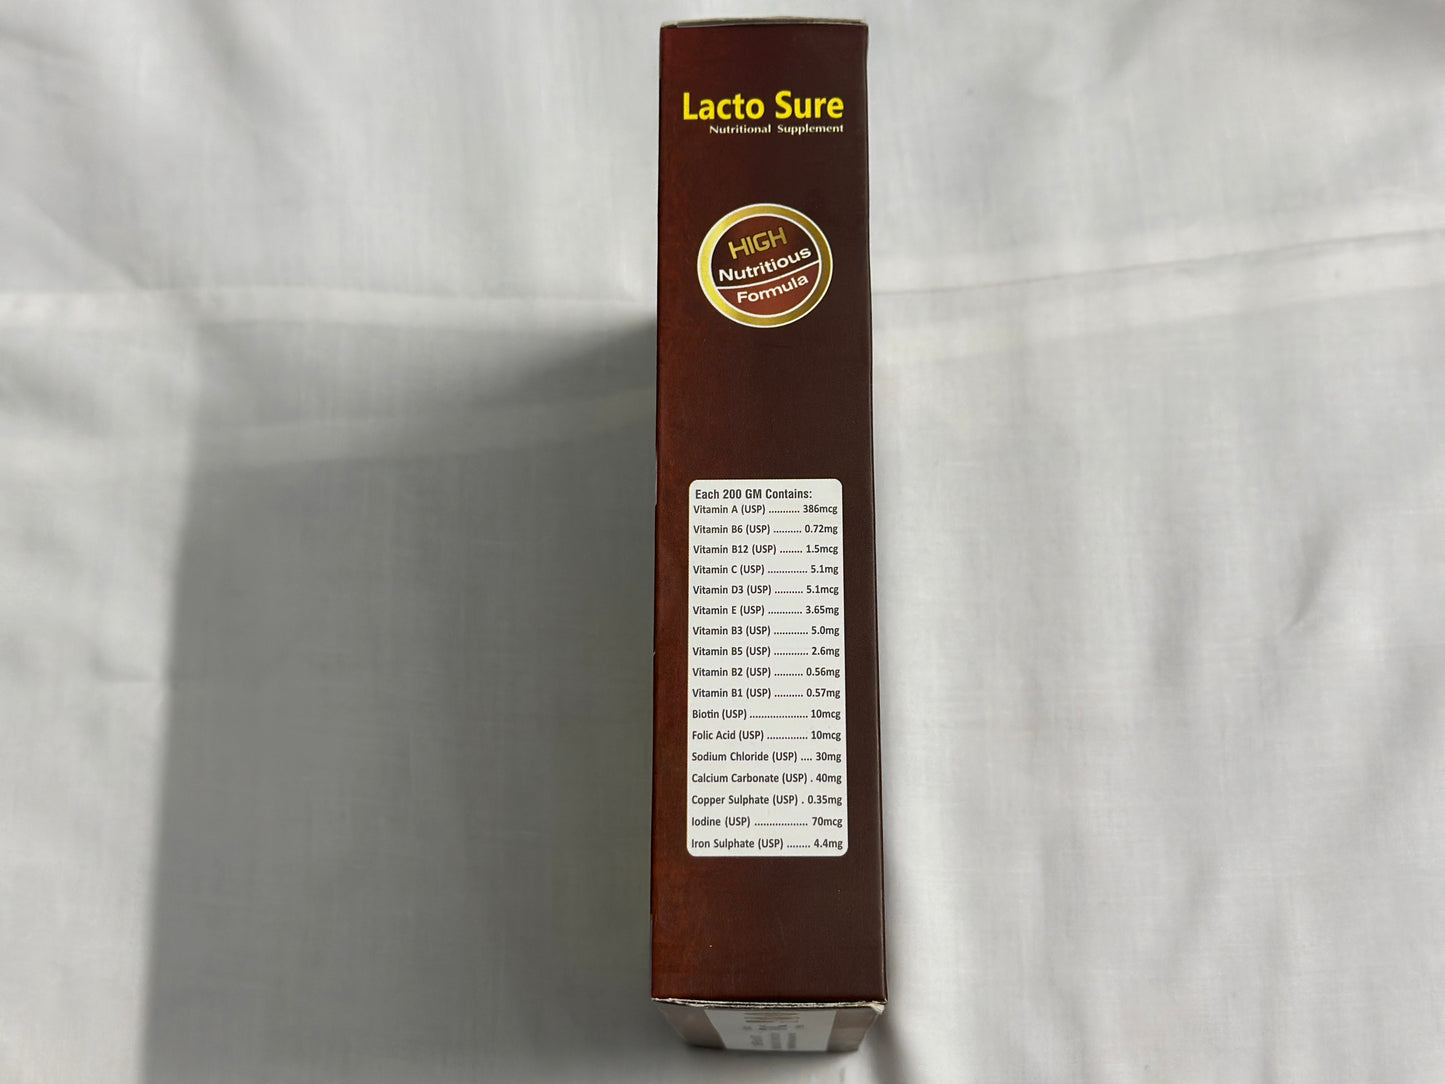 Lacto Sure
Nutritional Supplement
HIGH
Nutritious
Formula
Each 200 GM Contains:
Vitamin A (USP) ........... 386mcg
Vitamin B6 (USP) .......... 0.72mg
Vitamin B12 (USP) ........ 1.5mcg
Vitamin C (USP) .............. 5.1mg
Vitamin D3 (USP) .......... 5.1mcg
Vitamin E (USP) ............ 3.65mg
Vitamin B3 (USP) ............ 5.0mg
Vitamin B5 (USP) ............ 2.6mg
Vitamin B2 (USP) .......... 0.56mg
Vitamin B1 (USP) .......... 0.57mg
Biotin (USP) .................... 10mcg
Folic Acid (USP) .............. 10mcg
Sodium Chloride (USP) .... 30mg
Calcium Carbonate (USP) . 40mg
Copper Sulphate (USP) . 0.35mg
Iodine (USP) .................. 70mcg
Iron Sulphate (USP) ........ 4.4mg